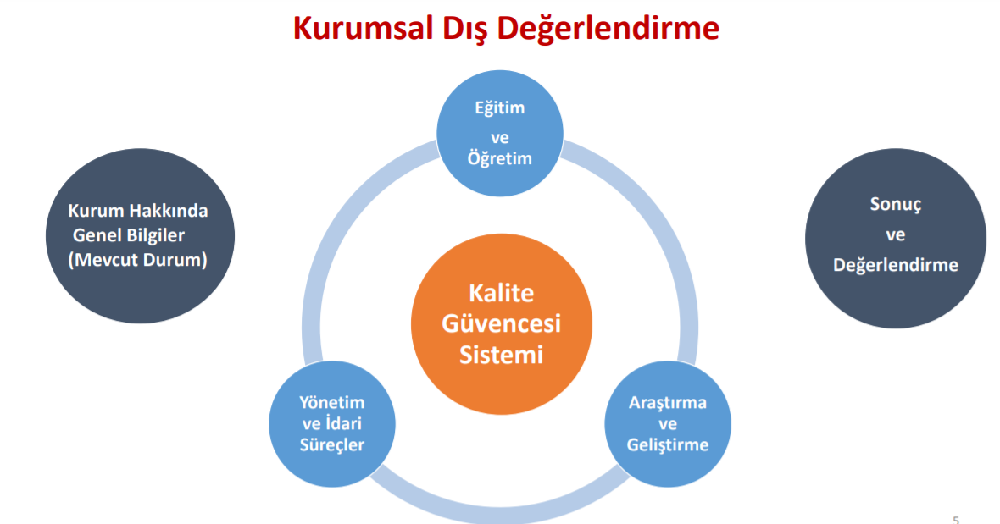 Kurumsal Dış Değerlendirme
Eğitim
ve
Öğretim
Kurum Hakkında
Genel Bilgiler
(Mevcut Durum)
Sonuç
ve
Değerlendirme
Kalite
Güvencesi
Sistemi
Yönetim
ve İdari
Süreçler
Araştırma
ve
Geliştirme
5